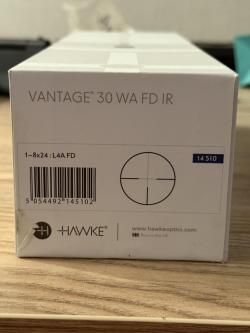 VANTAGE® 30 WA FD IR
1-8x24 : L4A FD
14 510
5 054492 145102
HAWKE®
www.hawkeoptics.com